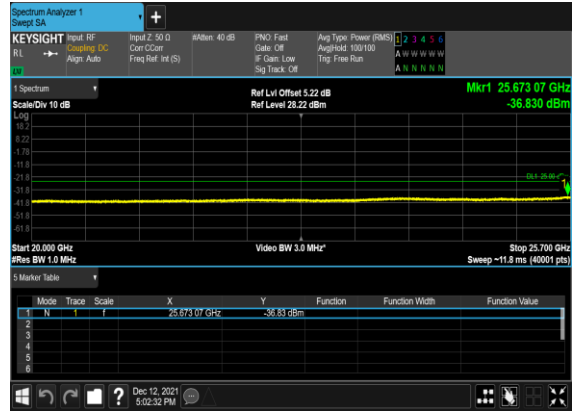 Spectrum Analyzer 1
Swept SA
+
KEYSIGHT Input: RF Input Z: 50 Ω #Atten: 40 dB PNO: Fast Avg Type: Power (RMS) 1 2 3 4 5 6
RL Coupling: DC Corr CCorr Gate: Off Avg|Hold: 100/100 A W W W W W
Align: Auto Freq Ref: Int (S) IF Gain: Low Trig: Free Run
Sig Track: Off A N N N N N
1 Spectrum Ref Lvl Offset 5.22 dB Mkr1 25.673 07 GHz
Scale/Div 10 dB Ref Level 28.22 dBm -36.830 dBm
Log
18.2
8.22
-1.78
-11.8
-21.8
-31.8
-41.8
-51.8
-61.8
1
Start 20.000 GHz Video BW 3.0 MHz* Stop 25.700 GHz
#Res BW 1.0 MHz Sweep ~11.8 ms (40001 pts)
5 Marker Table
Mode Trace Scale X Y Function Function Width Function Value
1 N 1 f 25.673 07 GHz -36.83 dBm
2
3
4
5
6
? Dec 12, 2021
5:02:32 PM